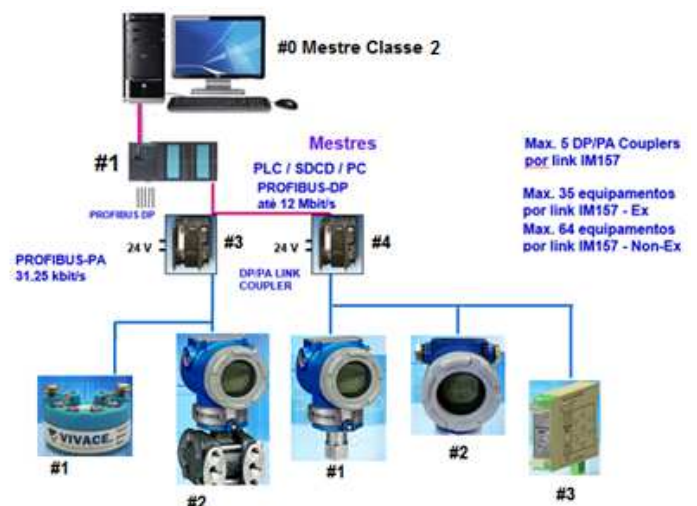 #0 Mestre Classe 2
#1
Mestres
PLC / SDCD / PC
PROFIBUS-DP
até 12 Mbit/s
Max. 5 DP/PA Couplers
por link IM157
Max. 35 equipamentos
por link IM157 - Ex
Max. 64 equipamentos
por link IM157 - Non-Ex
PROFIBUS DP
24 V
#3
24 V
#4
PROFIBUS-PA
31,25 kbit/s
DP/PA LINK
COUPLER
VIVACE
#1
#2
#1
#2
#3